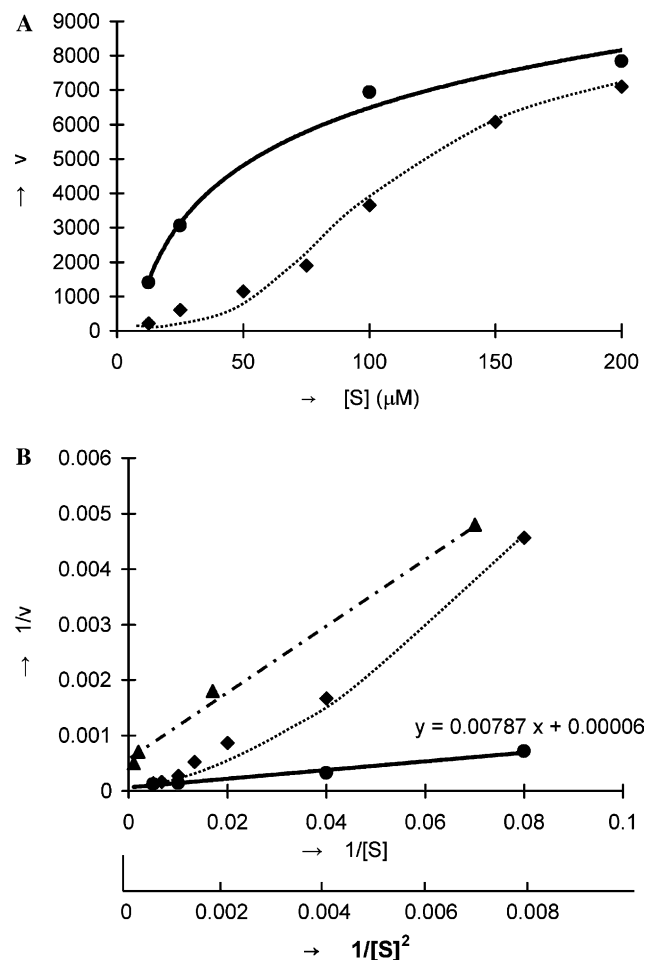 A
9000
8000
7000
6000
5000
4000
3000
2000
1000
0
→ v
0 50 100 150 200
→ [S] (μM)
B
0.006
0.005
0.004
0.003
0.002
0.001
0
→ 1/v
y = 0.00787 x + 0.00006
0 0.02 0.04 0.06 0.08 0.1
→ 1/[S]
0 0.002 0.004 0.006 0.008
→ 1/[S]²